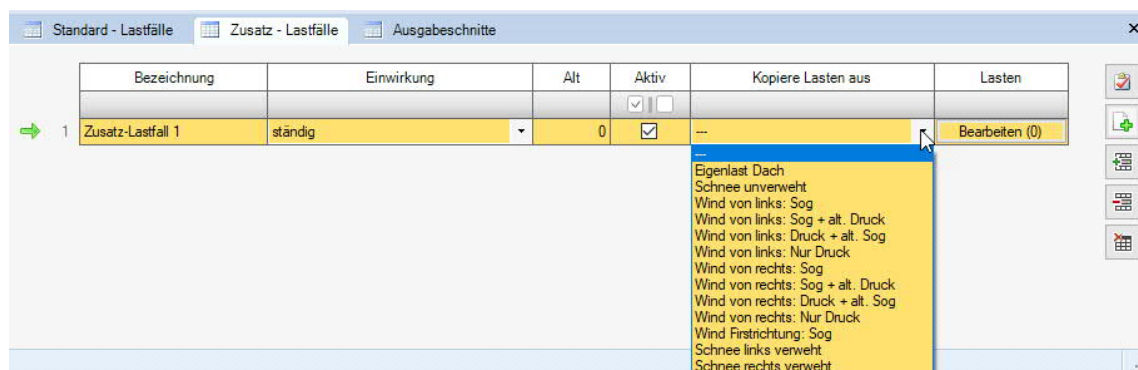 Standard - Lastfälle Zusatz - Lastfälle Ausgabeschnitte
Bezeichnung Einwirkung Alt Aktiv Kopiere Lasten aus Lasten
1 Zusatz-Lastfall 1 ständig 0 --- Bearbeiten (0)
---
Eigenlast Dach
Schnee unverweht
Wind von links: Sog
Wind von links: Sog + alt. Druck
Wind von links: Druck + alt. Sog
Wind von links: Nur Druck
Wind von rechts: Sog
Wind von rechts: Sog + alt. Druck
Wind von rechts: Druck + alt. Sog
Wind von rechts: Nur Druck
Wind Firstrichtung: Sog
Schnee links verweht
Schnee rechts verweht